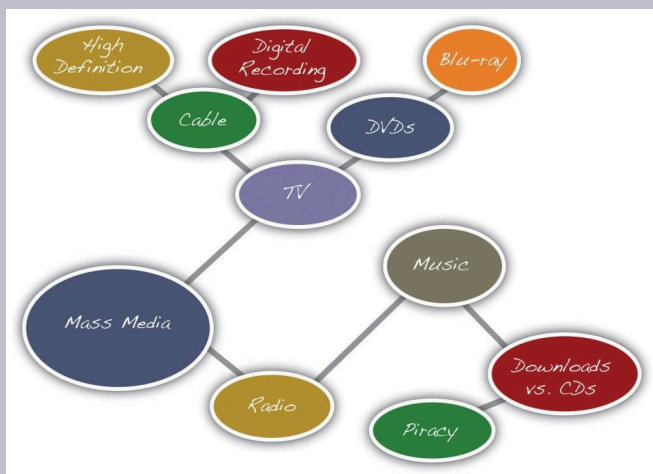 High
Definition
Digital
Recording
Blu-ray
Cable
DVDs
TV
Music
Mass Media
Downloads
vs. CDs
Radio
Piracy